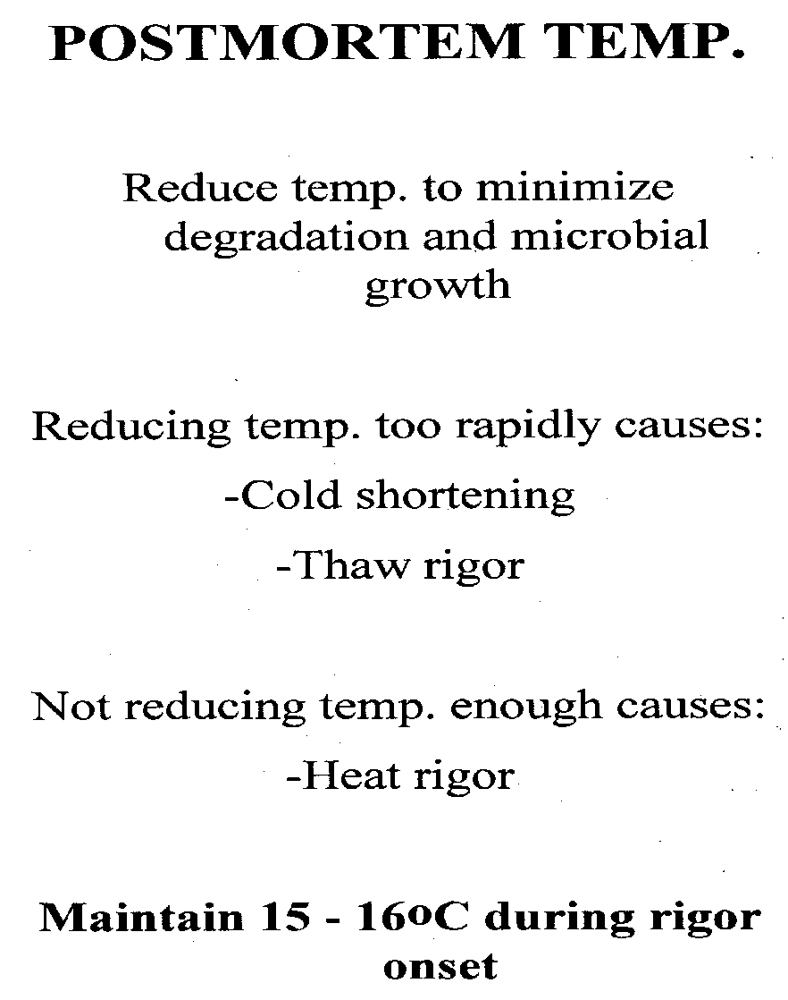 POSTMORTEM TEMP.
Reduce temp. to minimize
degradation and microbial
growth
Reducing temp. too rapidly causes:
-Cold shortening
-Thaw rigor
Not reducing temp. enough causes:
-Heat rigor
Maintain 15 - 16oC during rigor
onset